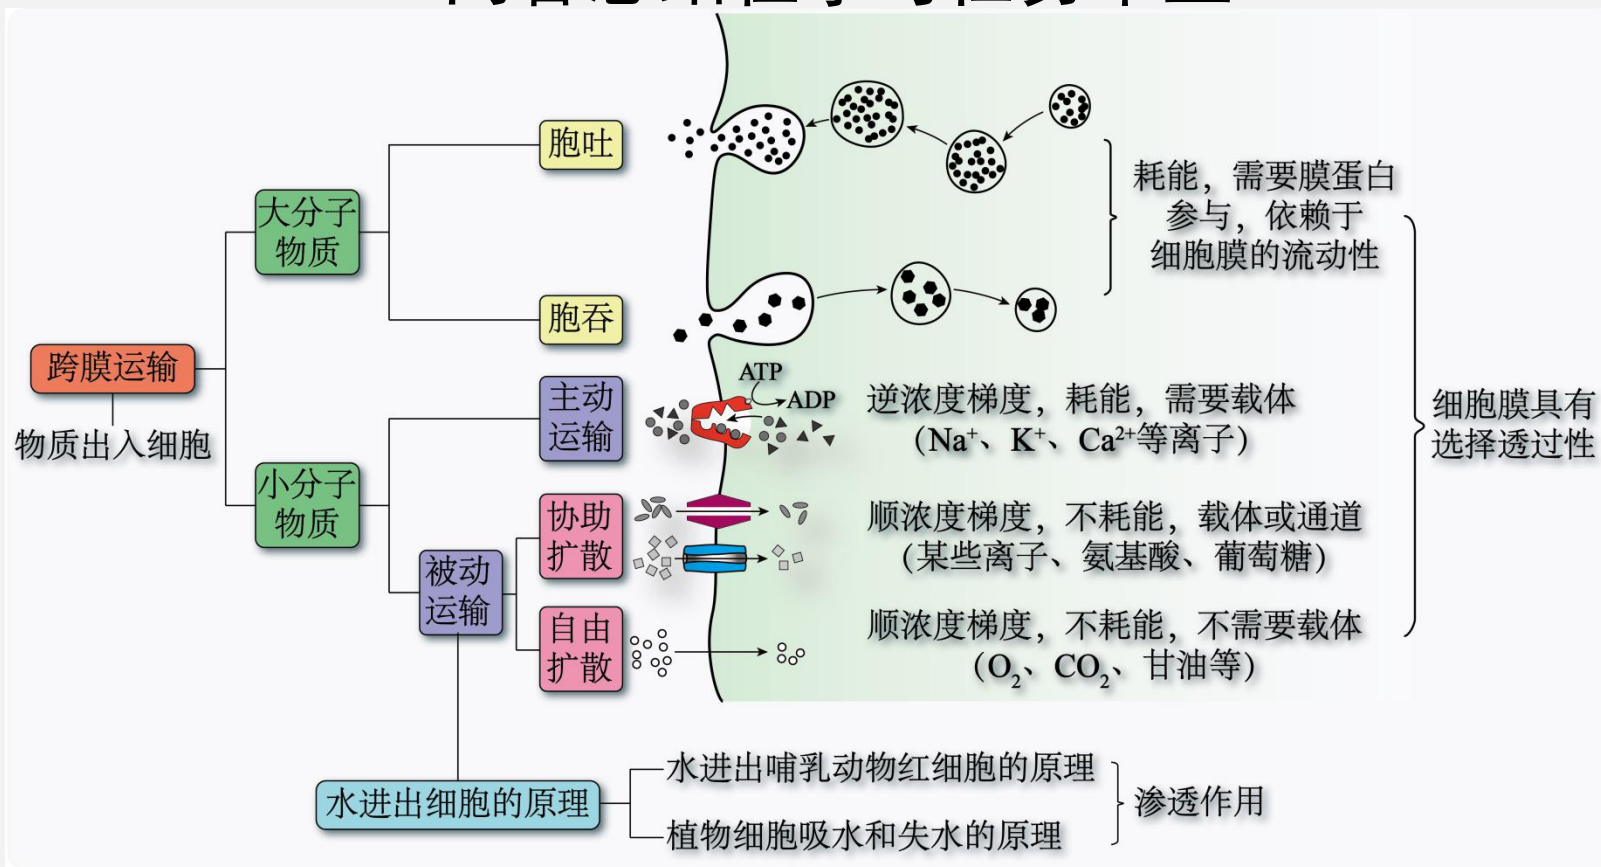 胞吐
大分子
物质
耗能，需要膜蛋白
参与，依赖于
细胞膜的流动性
胞吞
跨膜运输
物质出入细胞
主动
运输
ATP
ADP
逆浓度梯度，耗能，需要载体
（Na⁺、K⁺、Ca²⁺等离子）
细胞膜具有
选择透过性
小分子
物质
协助
扩散
顺浓度梯度，不耗能，载体或通道
（某些离子、氨基酸、葡萄糖）
被动
运输
自由
扩散
顺浓度梯度，不耗能，不需要载体
（O₂、CO₂、甘油等）
水进出细胞的原理
水进出哺乳动物红细胞的原理
植物细胞吸水和失水的原理
渗透作用